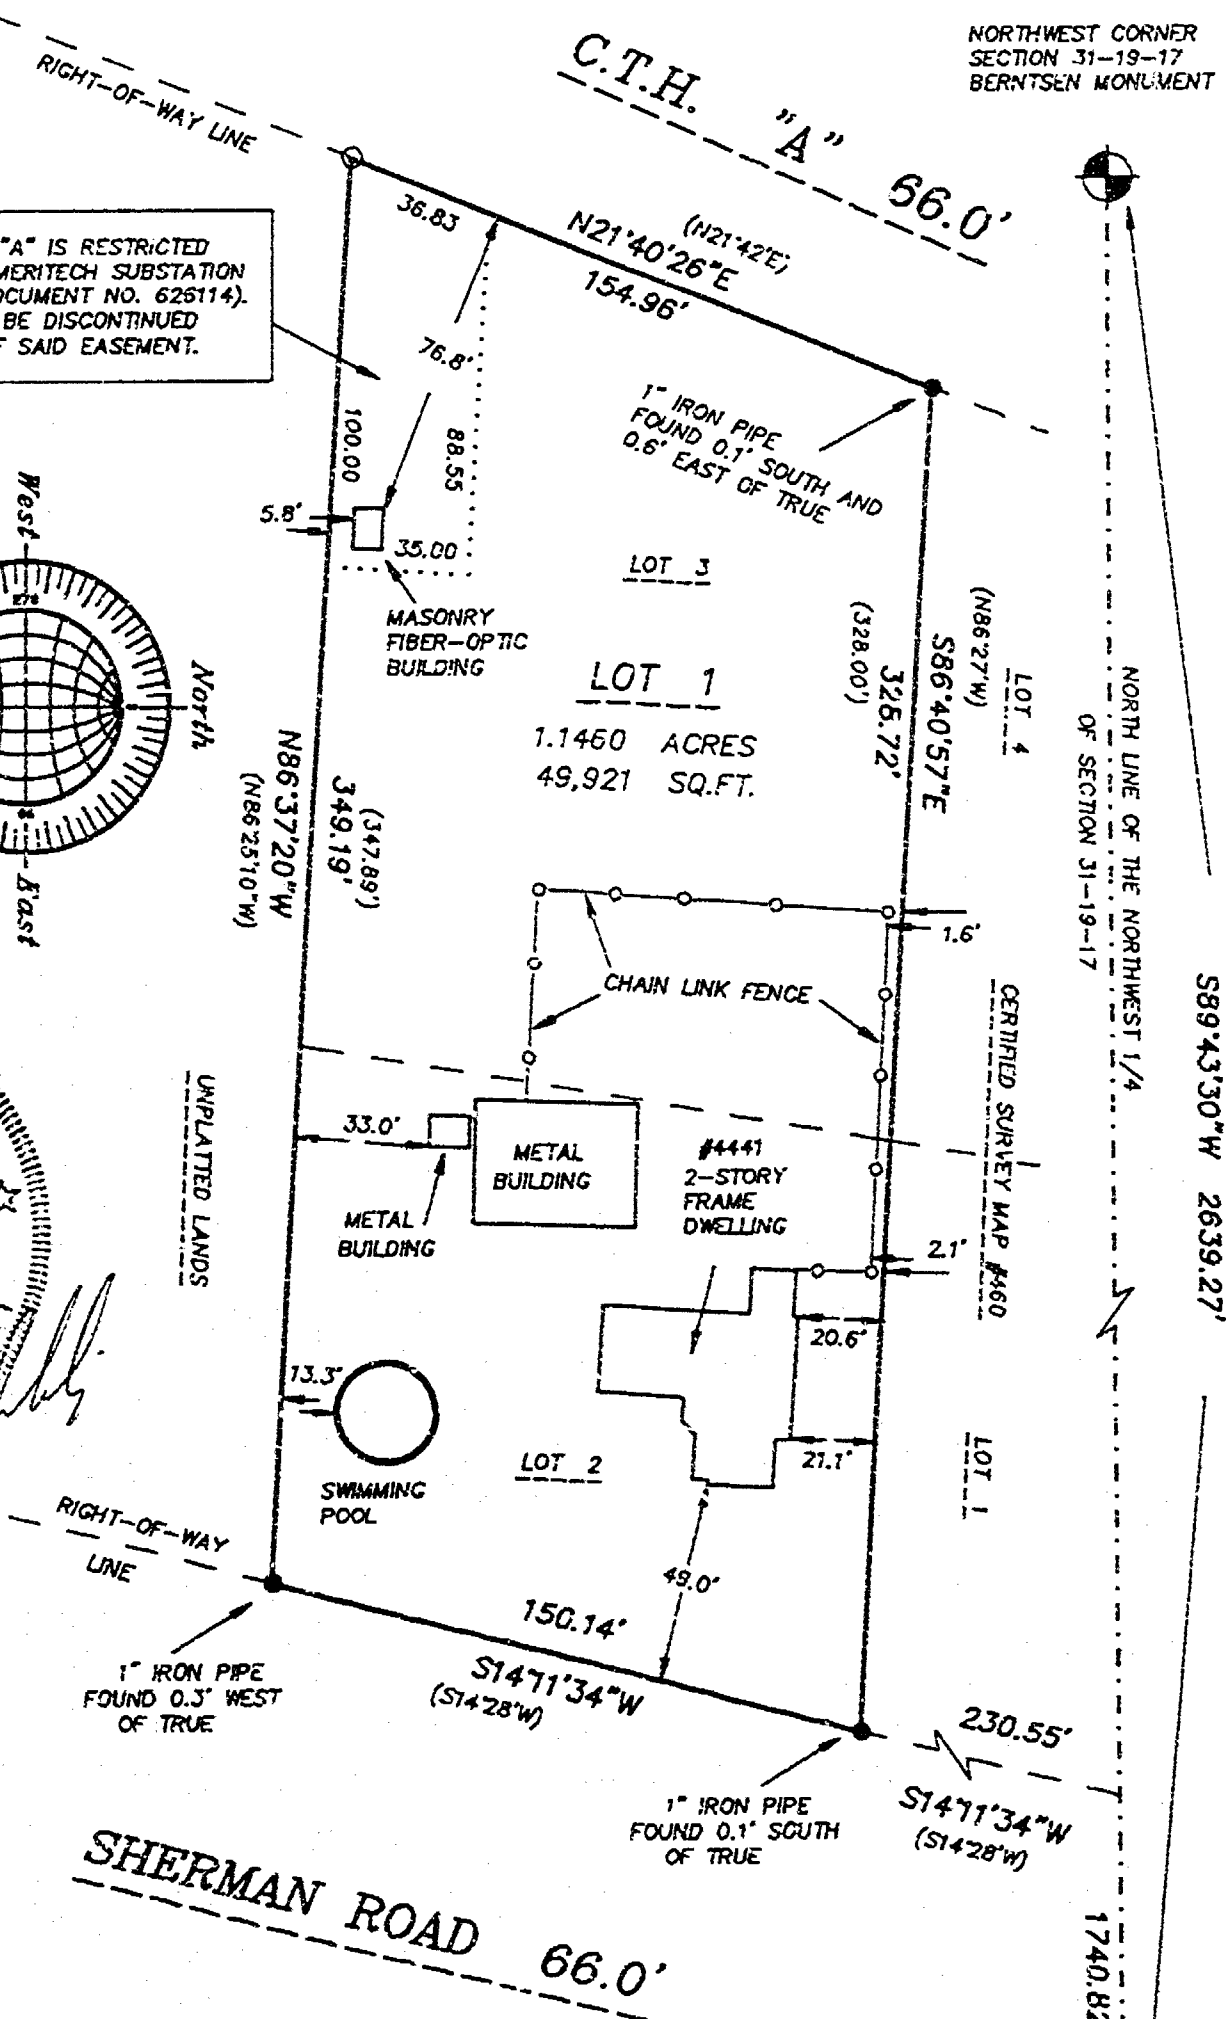 NORTHWEST CORNER
SECTION 31-19-17
BERNTSEN MONUMENT
C.T.H. "A" 66.0'
RIGHT-OF-WAY LINE
36.83
N21°40'26"E
(N21°42'E)
154.96'
"A" IS RESTRICTED
MERITECH SUBSTATION
OCUMENT NO. 626114).
BE DISCONTINUED
F SAID EASEMENT.
76.8'
100.00
88.55
1" IRON PIPE
FOUND 0.1' SOUTH AND
0.6' EAST OF TRUE
5.8'
35.00
LOT 3
MASONRY
FIBER-OPTIC
BUILDING
West
North
East
LOT 1
1.1460 ACRES
49,921 SQ.FT.
(N86°27'W)
S86°40'57"E
326.72'
(328.00')
LOT 4
NORTH LINE OF THE NORTHWEST 1/4
OF SECTION 31-19-17
(347.89')
349.19'
N86°37'20"W
(N86°25'10"W)
1.6'
CHAIN LINK FENCE
S89°43'30"W 2639.27'
CERTIFIED SURVEY MAP #460
UNPLATTED LANDS
33.0'
METAL
BUILDING
#4441
2-STORY
FRAME
DWELLING
METAL
BUILDING
2.1'
20.6'
13.3'
21.1'
LOT 2
LOT 1
SWIMMING
POOL
RIGHT-OF-WAY
LINE
49.0'
150.14'
S14°11'34"W
(S14°28'W)
1" IRON PIPE
FOUND 0.3' WEST
OF TRUE
230.55'
S14°11'34"W
(S14°28'W)
1" IRON PIPE
FOUND 0.1' SOUTH
OF TRUE
SHERMAN ROAD 66.0'
1740.82